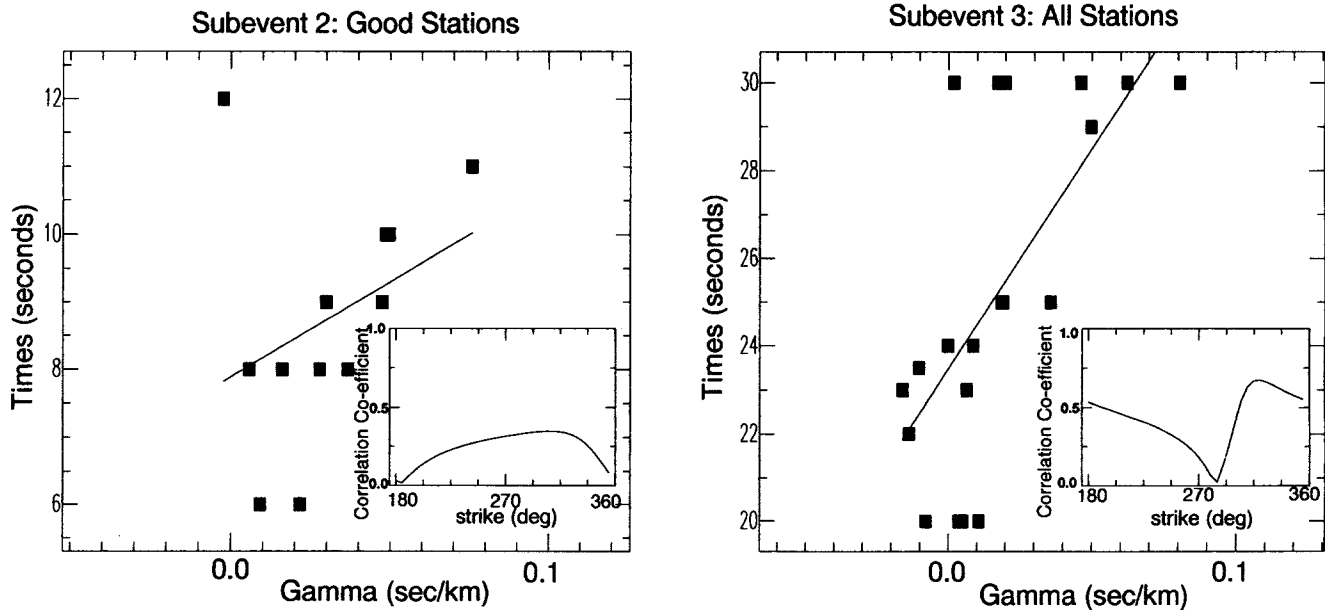 Subevent 2: Good Stations
12
10
8
6
Times (seconds)
0.0
0.1
Gamma (sec/km)
1.0
0.5
0.0
Correlation Co-efficient
180
270
360
strike (deg)
Subevent 3: All Stations
30
28
26
24
22
20
Times (seconds)
0.0
0.1
Gamma (sec/km)
1.0
0.5
0.0
Correlation Co-efficient
180
270
360
strike (deg)